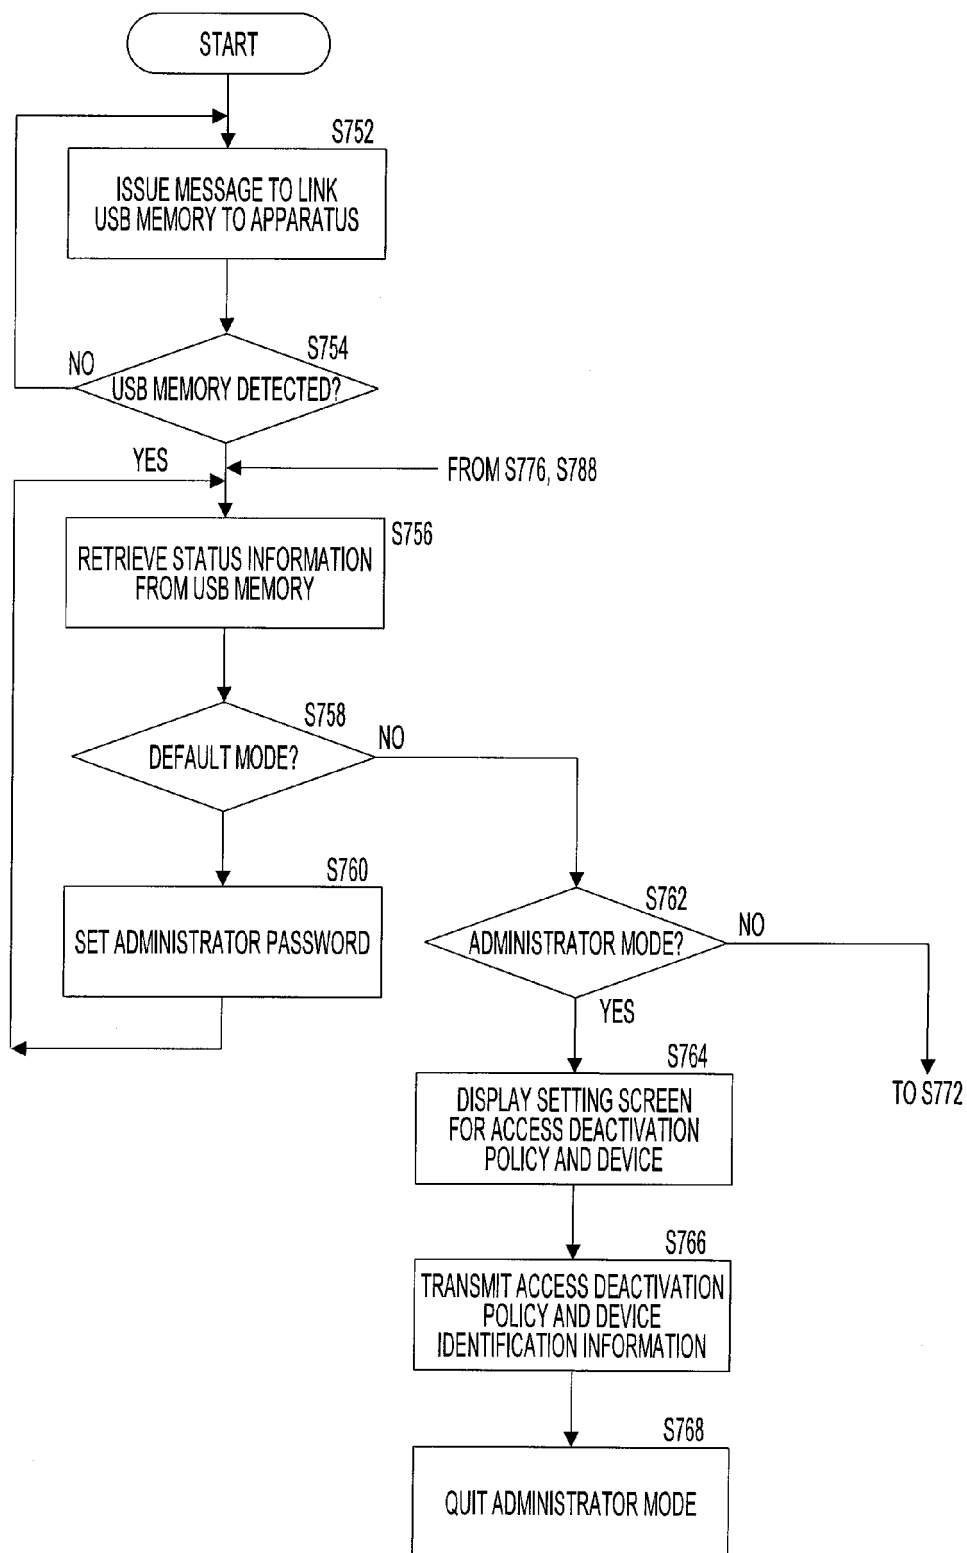 START
S752
ISSUE MESSAGE TO LINK
USB MEMORY TO APPARATUS
S754
NO
USB MEMORY DETECTED?
YES
FROM S776, S788
S756
RETRIEVE STATUS INFORMATION
FROM USB MEMORY
S758
NO
DEFAULT MODE?
S760
SET ADMINISTRATOR PASSWORD
S762
NO
ADMINISTRATOR MODE?
YES
S764
TO S772
DISPLAY SETTING SCREEN
FOR ACCESS DEACTIVATION
POLICY AND DEVICE
S766
TRANSMIT ACCESS DEACTIVATION
POLICY AND DEVICE
IDENTIFICATION INFORMATION
S768
QUIT ADMINISTRATOR MODE